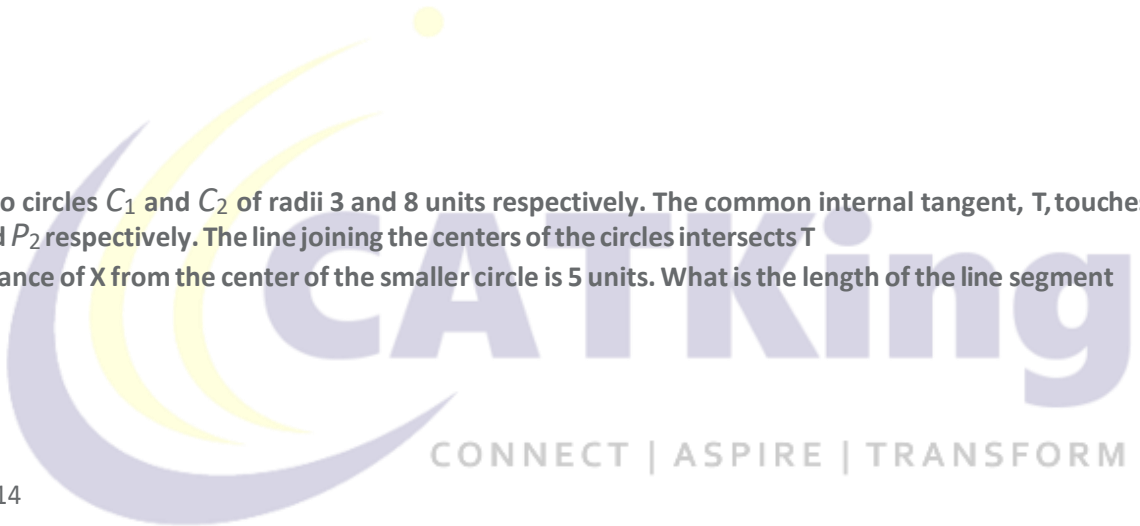 o circles C₁ and C₂ of radii 3 and 8 units respectively. The common internal tangent, T, touches
d P₂ respectively. The line joining the centers of the circles intersects T
ance of X from the center of the smaller circle is 5 units. What is the length of the line segment
CATKing
CONNECT | ASPIRE | TRANSFORM
14